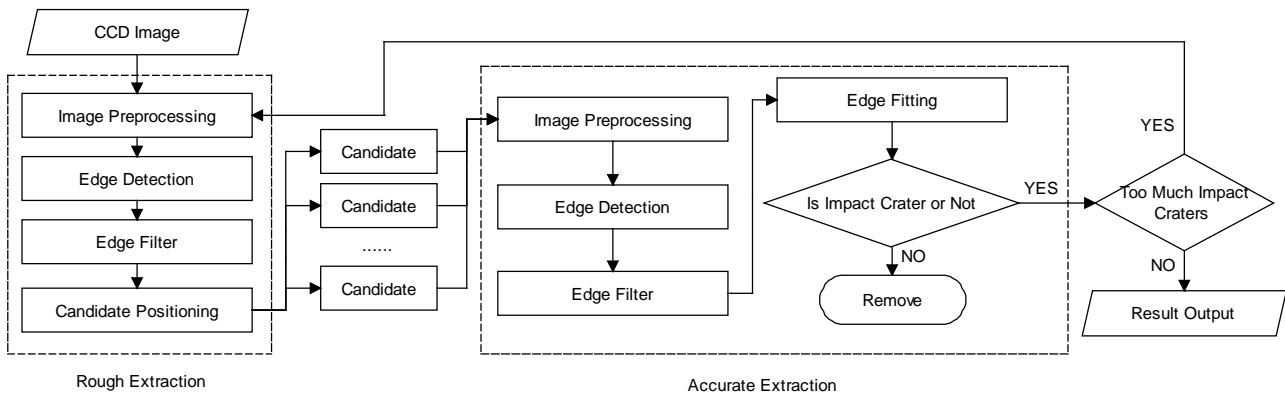 CCD Image
Image Preprocessing
Edge Detection
Edge Filter
Candidate Positioning
Rough Extraction
Candidate
Candidate
......
Candidate
Image Preprocessing
Edge Detection
Edge Filter
Edge Fitting
Is Impact Crater or Not
YES
NO
Remove
Accurate Extraction
YES
Too Much Impact
Craters
NO
Result Output